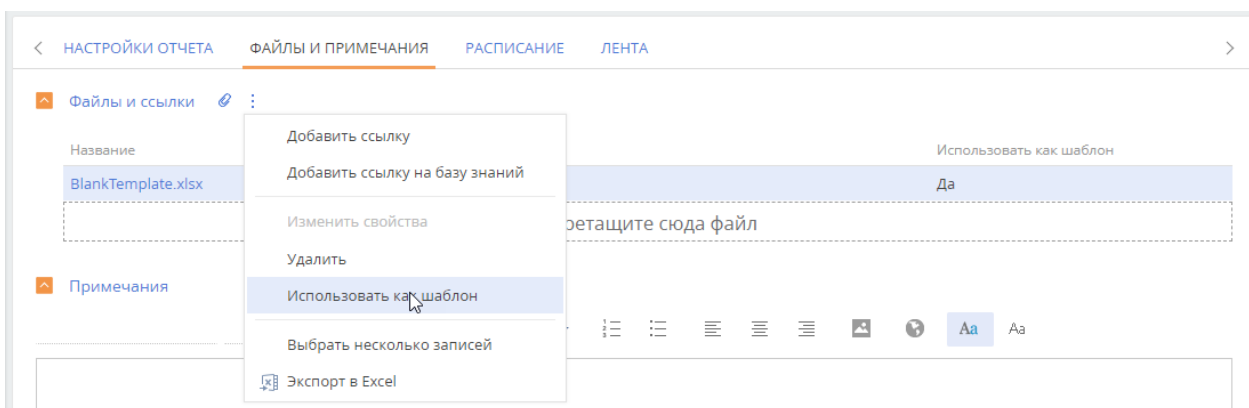 НАСТРОЙКИ ОТЧЕТА ФАЙЛЫ И ПРИМЕЧАНИЯ РАСПИСАНИЕ ЛЕНТА
Файлы и ссылки
Добавить ссылку
Название Использовать как шаблон
Добавить ссылку на базу знаний
BlankTemplate.xlsx Да
Изменить свойства
ретащите сюда файл
Удалить
Примечания
Использовать как шаблон
Aa Aa
Выбрать несколько записей
Экспорт в Excel